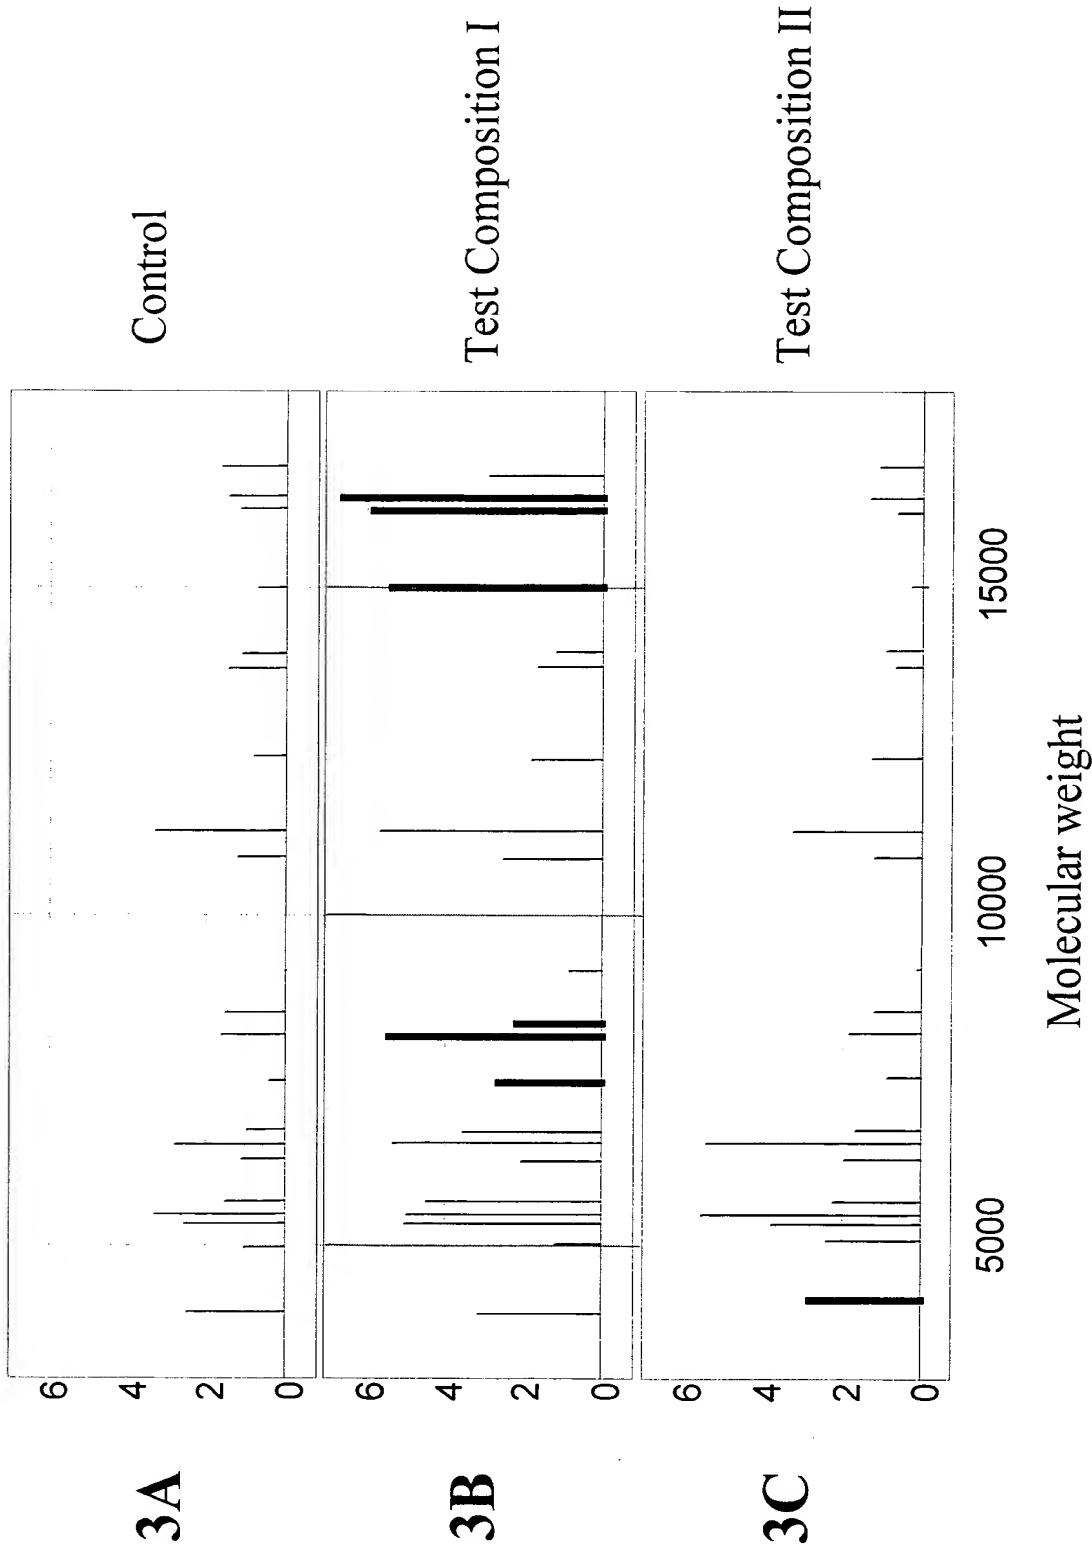 3A
6
4
2
0
Control
3B
6
4
2
0
Test Composition I
3C
6
4
2
0
Test Composition II
5000
10000
15000
Molecular weight